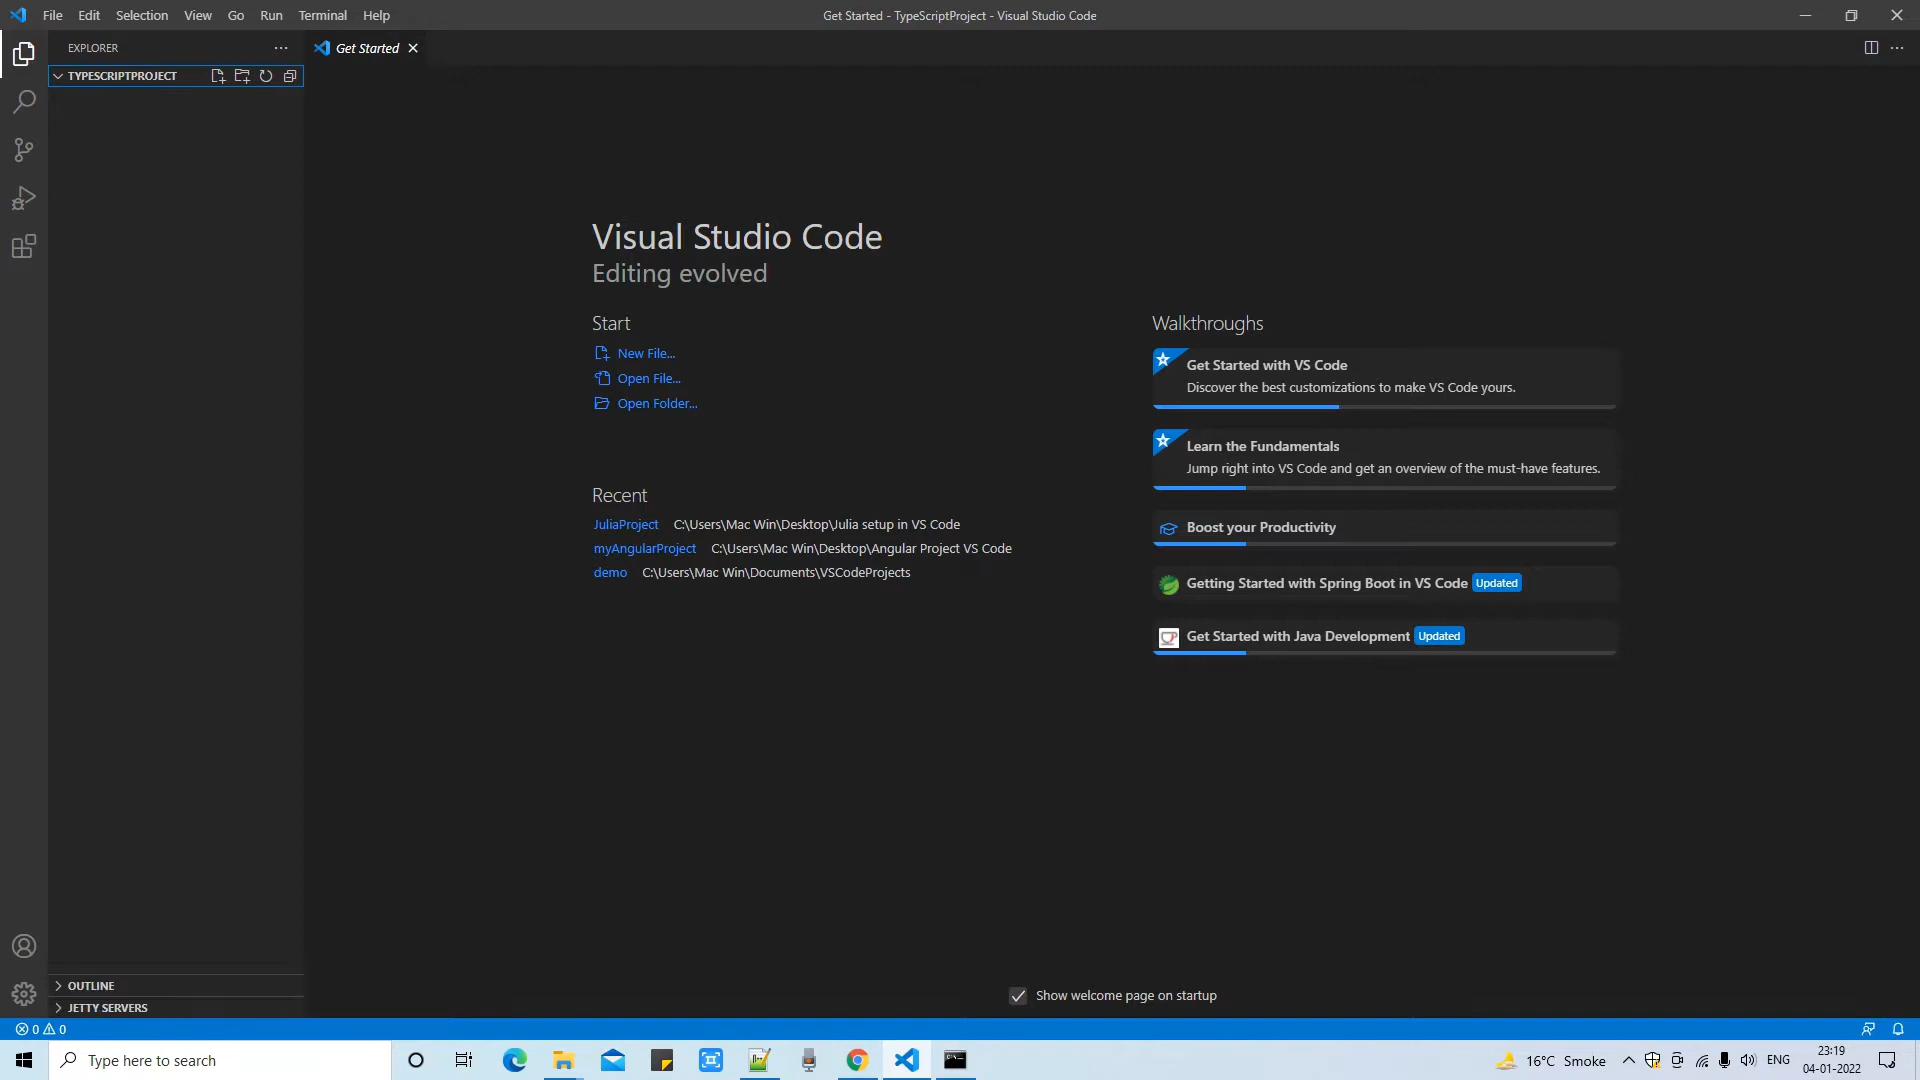 File Edit Selection View Go Run Terminal Help
Get Started - TypeScriptProject - Visual Studio Code
EXPLORER
Get Started
TYPESCRIPTPROJECT
Visual Studio Code
Editing evolved
Start
New File...
Open File...
Open Folder...
Recent
JuliaProject C:\Users\Mac Win\Desktop\Julia setup in VS Code
myAngularProject C:\Users\Mac Win\Desktop\Angular Project VS Code
demo C:\Users\Mac Win\Documents\VSCodeProjects
Walkthroughs
Get Started with VS Code
Discover the best customizations to make VS Code yours.
Learn the Fundamentals
Jump right into VS Code and get an overview of the must-have features.
Boost your Productivity
Getting Started with Spring Boot in VS Code Updated
Get Started with Java Development Updated
Show welcome page on startup
OUTLINE
JETTY SERVERS
0 0
Type here to search
16°C Smoke
ENG
23:19
04-01-2022